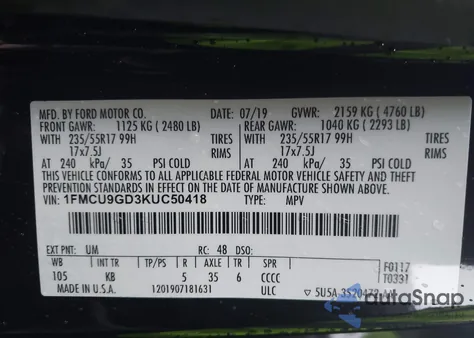 MFD. BY FORD MOTOR CO. 07/19 GVWR: 2159 KG (4760 LB)
FRONT GAWR: 1125 KG (2480 LB) REAR GAWR: 1040 KG (2293 LB)
WITH 235/55R17 99H TIRES WITH 235/55R17 99H TIRES
17x7.5J RIMS 17x7.5J RIMS
AT 240 kPa/ 35 PSI COLD AT 240 kPa/ 35 PSI COLD
THIS VEHICLE CONFORMS TO ALL APPLICABLE FEDERAL MOTOR VEHICLE SAFETY, BUMPER, AND THEFT PREVENTION STANDARDS IN EFFECT ON THE DATE OF MANUFACTURE SHOWN ABOVE.
VIN: 1FMCU9GD3KUC50418 TYPE: MPV
EXT PNT: UM RC: 48 DSO:
WB INT TR TP/PS R AXLE TR SPR
105 KB 5 35 6 CCCC
F0117
T0331
MADE IN U.S.A. 1201907181631 ULC
5U5A
autoSnap